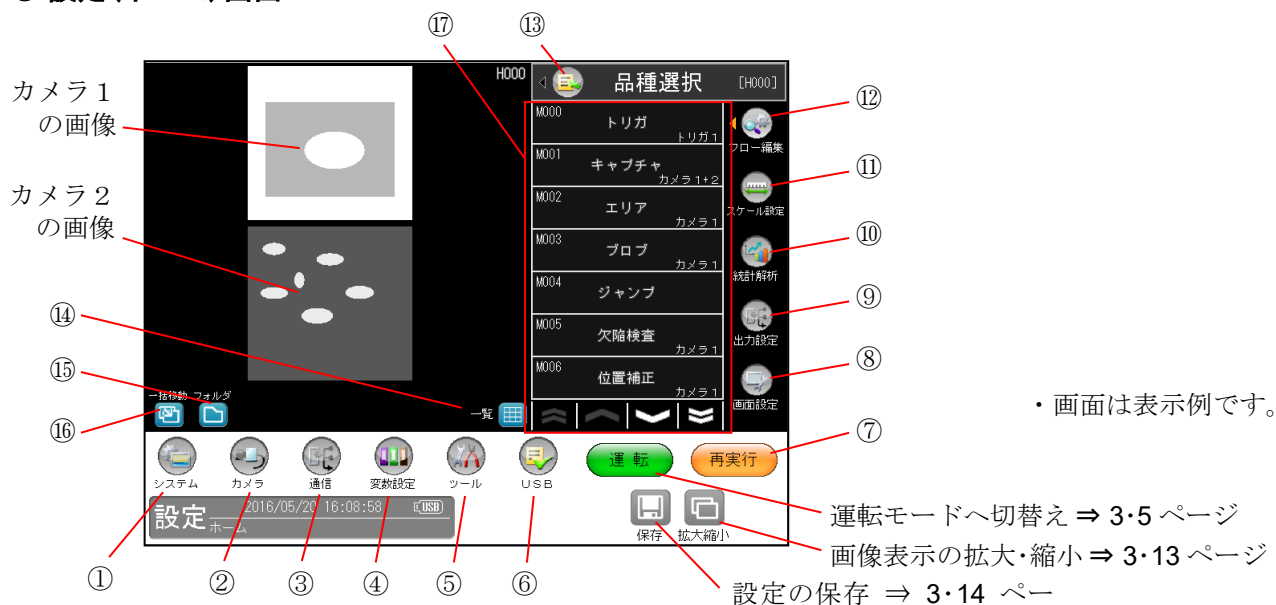 ⑰ ⑬
カメラ１
の画像
カメラ２
の画像
H000
品種選択 [H000]
M000 トリガ
トリガ1
M001 キャプチャ
カメラ1+2
M002 エリア
カメラ1
M003 ブロブ
カメラ1
M004 ジャンプ
M005 欠陥検査
カメラ1
M006 位置補正
カメラ1
⑫
フロー編集
⑪
スケール設定
⑩
統計解析
⑨
出力設定
⑧
画面設定
⑭
⑮
⑯
一括移動 フォルダ
一覧
・画面は表示例です。
⑦
運 転 再実行
システム カメラ 通信 変数設定 ツール ＵＳＢ
設定 2016/05/20 16:08:58 USB
ホーム
保存 拡大縮小
運転モードへ切替え ⇒ 3･5 ページ
画像表示の拡大･縮小 ⇒ 3･13 ページ
設定の保存 ⇒ 3･14 ペー
① ② ③ ④ ⑤ ⑥